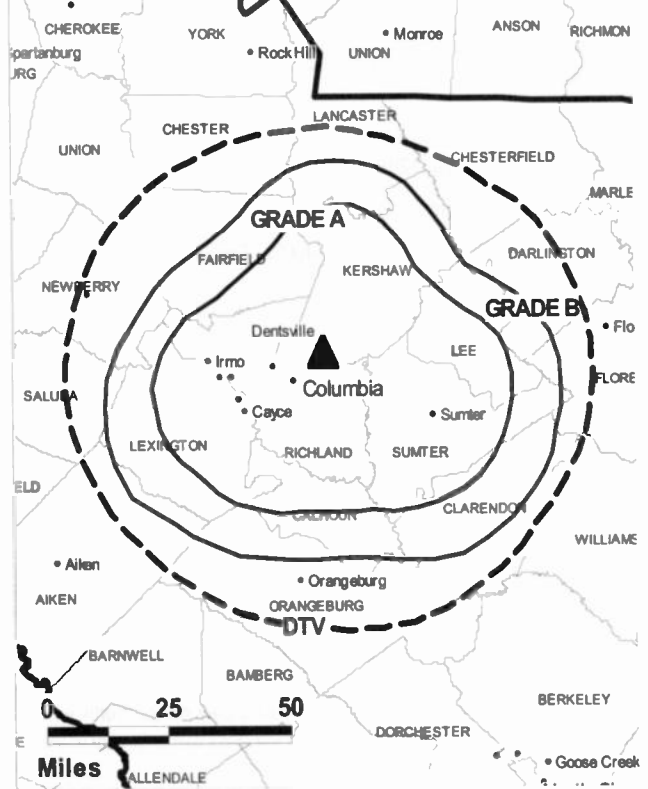 CHEROKEE
YORK
ANSON
RICHMON
Monroe
UNION
Rock Hill
partanburg
URG
LANCASTER
CHESTER
UNION
CHESTERFIELD
MARLE
GRADE A
FAIRFIELD
KERSHAW
DARLINGTON
NEWBERRY
GRADE B
Flo
Dentsville
LEE
Irmo
Columbia
FLORE
SALUDA
Cayce
Sumter
LEXINGTON
RICHLAND
SUMTER
ELD
CALHOUN
CLARENDON
WILLIAMS
Aiken
Orangeburg
AIKEN
ORANGEBURG
DTV
BARNWELL
BAMBERG
BERKELEY
0 25 50
DORCHESTER
E
Goose Creek
Miles
ALLENDALE